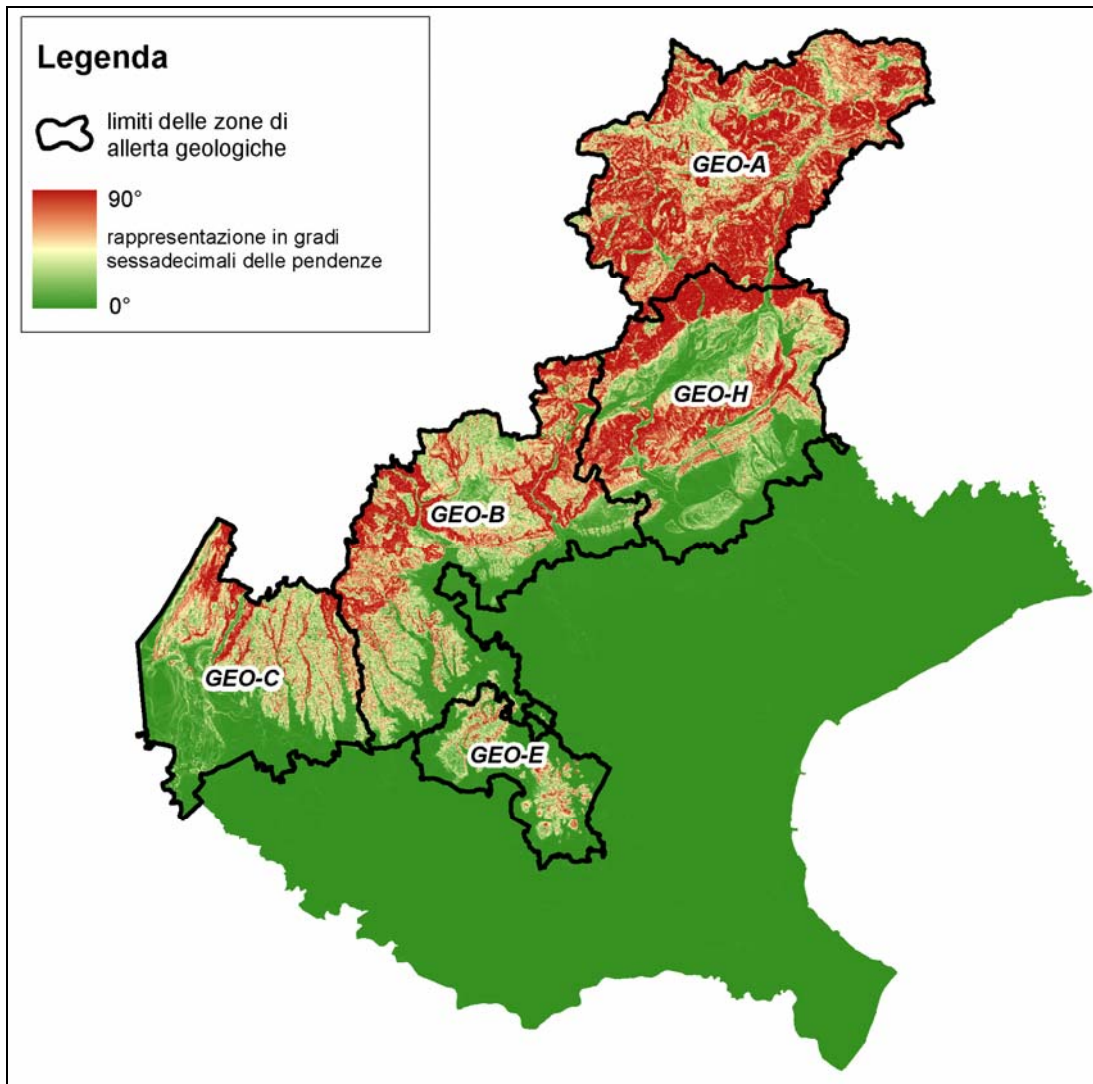 Legenda
limiti delle zone di
allerta geologiche
90°
rappresentazione in gradi
sessadecimali delle pendenze
0°
GEO-A
GEO-H
GEO-B
GEO-C
GEO-E